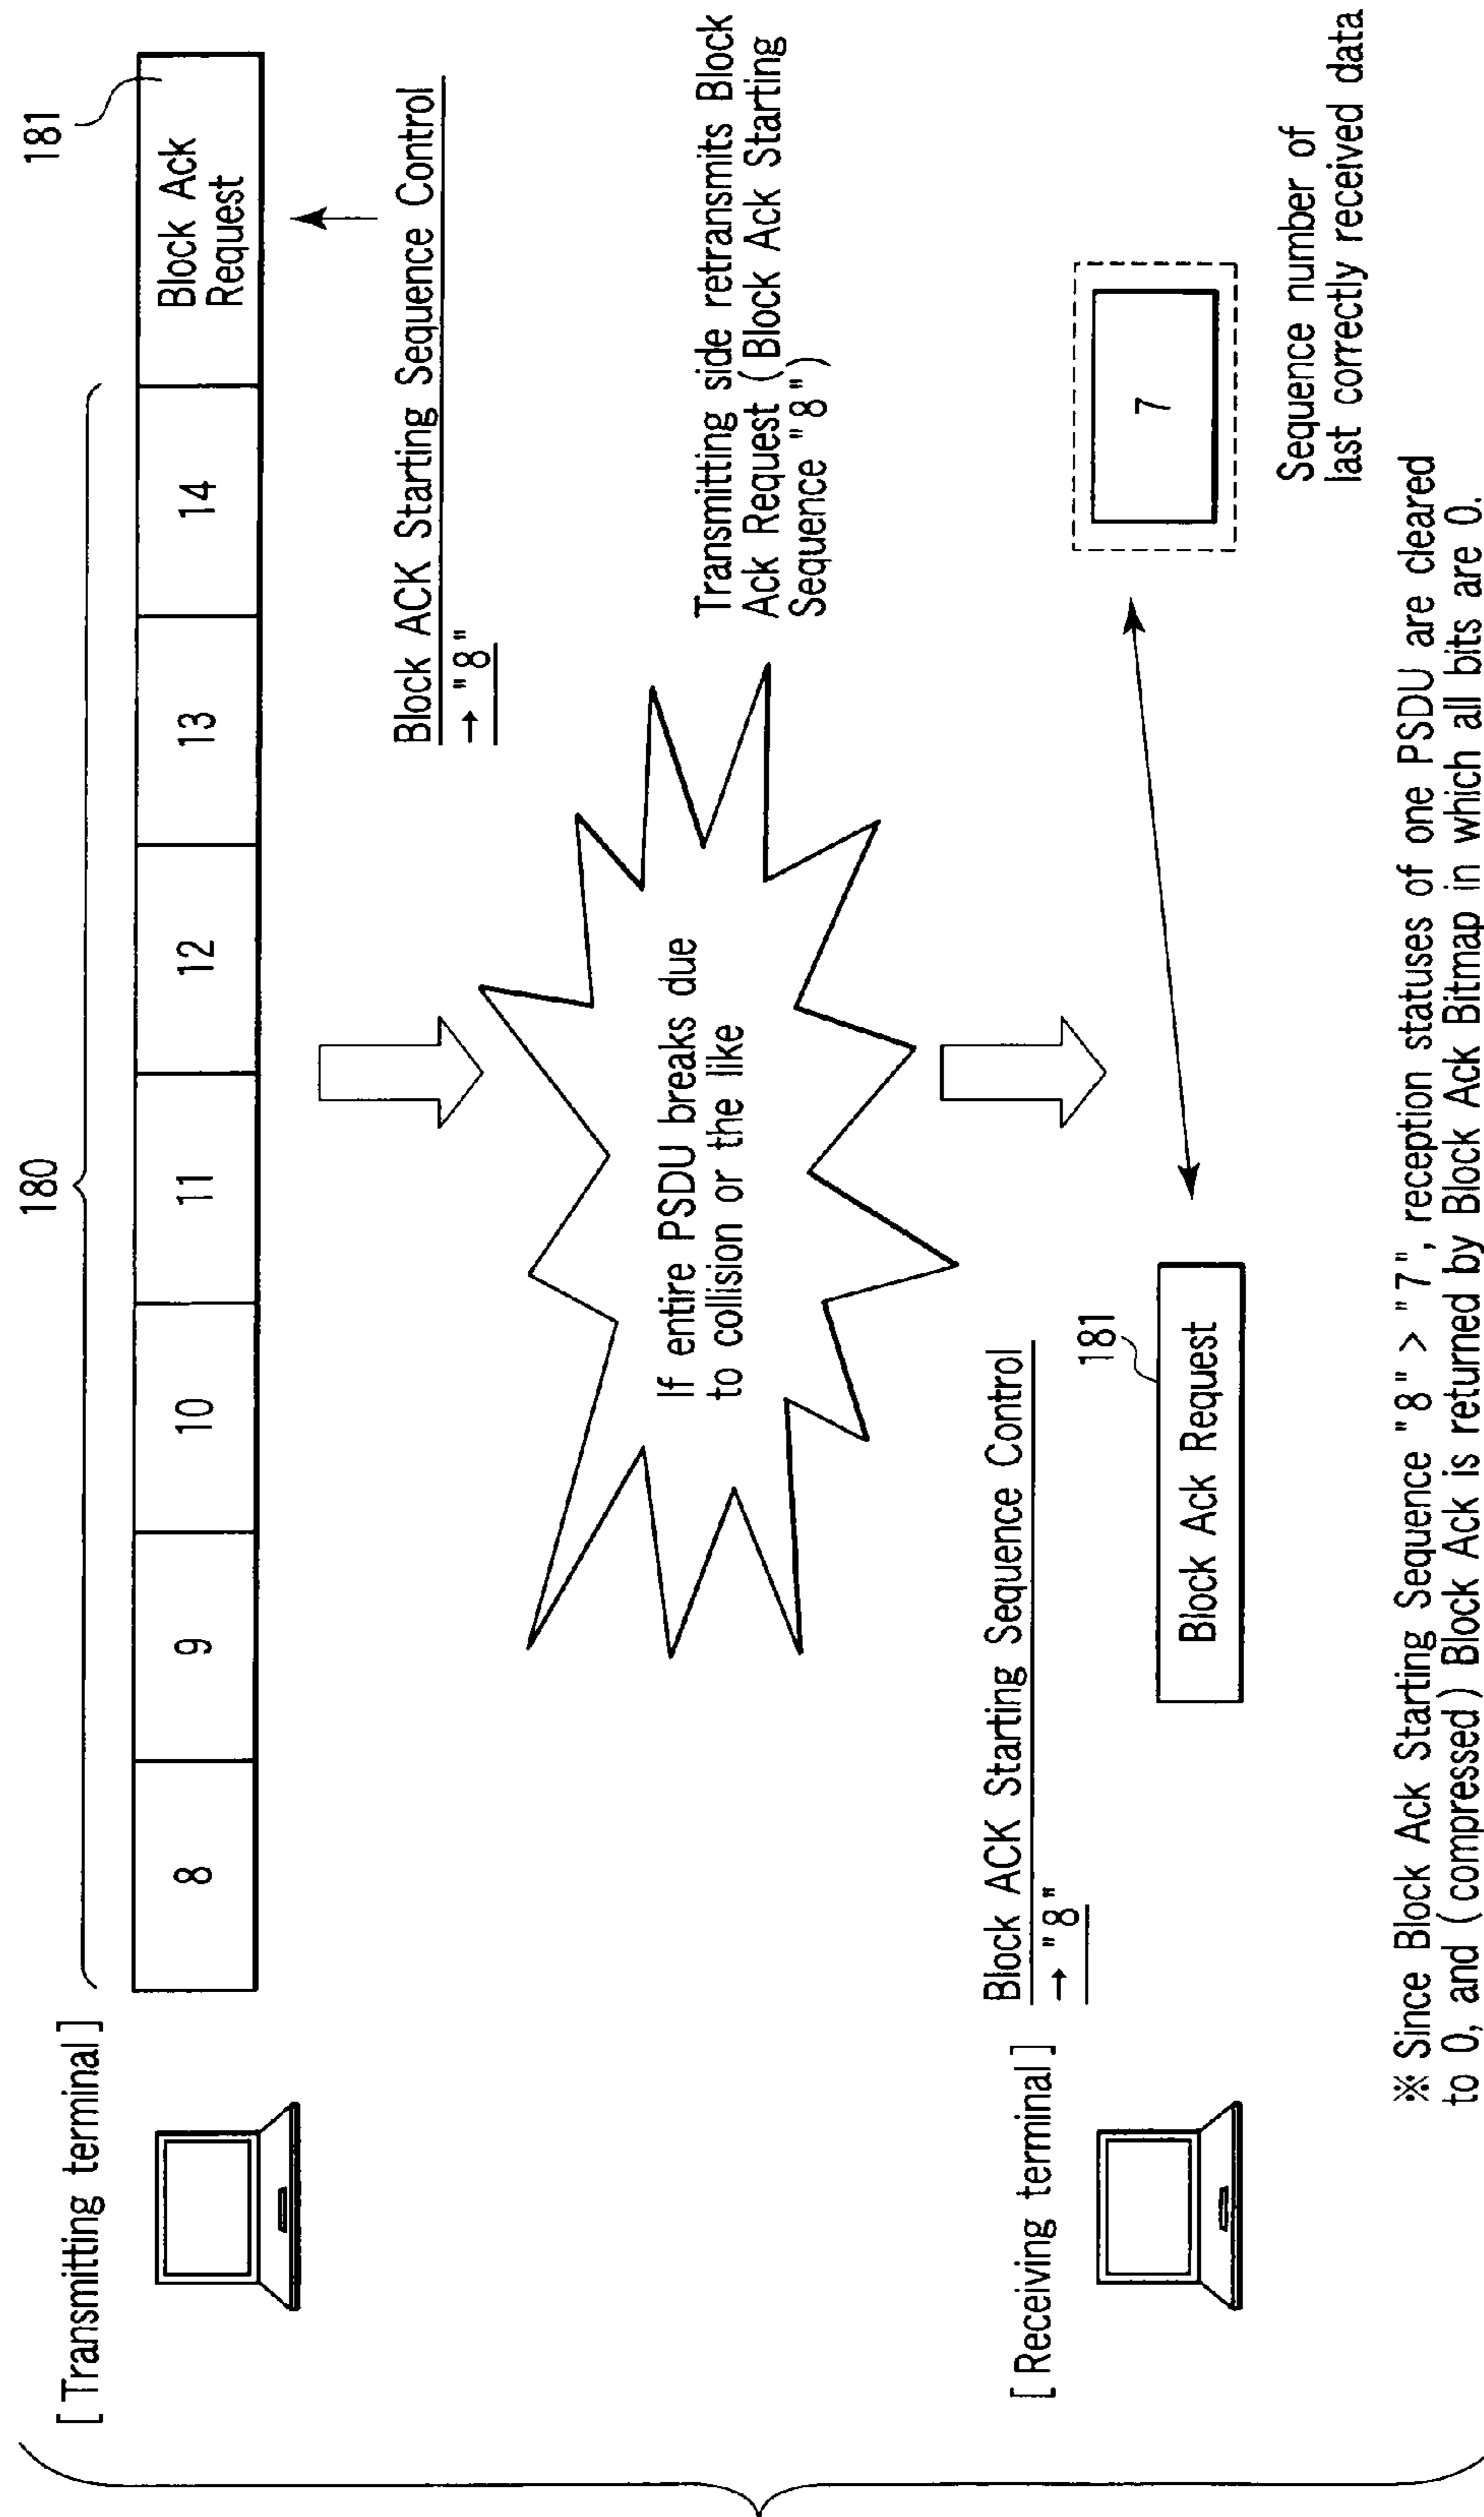 [Transmitting terminal]
180
181
8
9
10
11
12
13
14
Block Ack
Request
Block ACK Starting Sequence Control
→ "8"
If entire PSDU breaks due
to collision or the like
Transmitting side retransmits Block
Ack Request (Block Ack Starting
Sequence "8")
[Receiving terminal]
Block ACK Starting Sequence Control
→ "8"
181
Block Ack Request
7
Sequence number of
last correctly received data
※ Since Block Ack Starting Sequence "8" > "7", reception statuses of one PSDU are cleared
to 0, and (compressed) Block Ack is returned by Block Ack Bitmap in which all bits are 0.